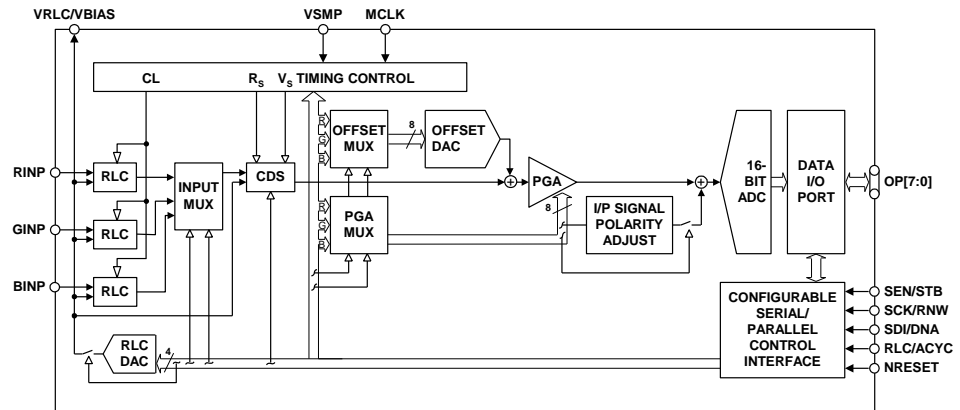 VRLC/VBIAS
VSMP
MCLK
CL
RS
VS TIMING CONTROL
R
G
B
OFFSET
MUX
8
OFFSET
DAC
RINP
RLC
INPUT
MUX
CDS
PGA
16-
BIT
ADC
DATA
I/O
PORT
OP[7:0]
GINP
RLC
R
G
B
PGA
MUX
8
I/P SIGNAL
POLARITY
ADJUST
BINP
RLC
CONFIGURABLE
SERIAL/
PARALLEL
CONTROL
INTERFACE
SEN/STB
SCK/RNW
SDI/DNA
RLC/ACYC
NRESET
RLC
DAC
4